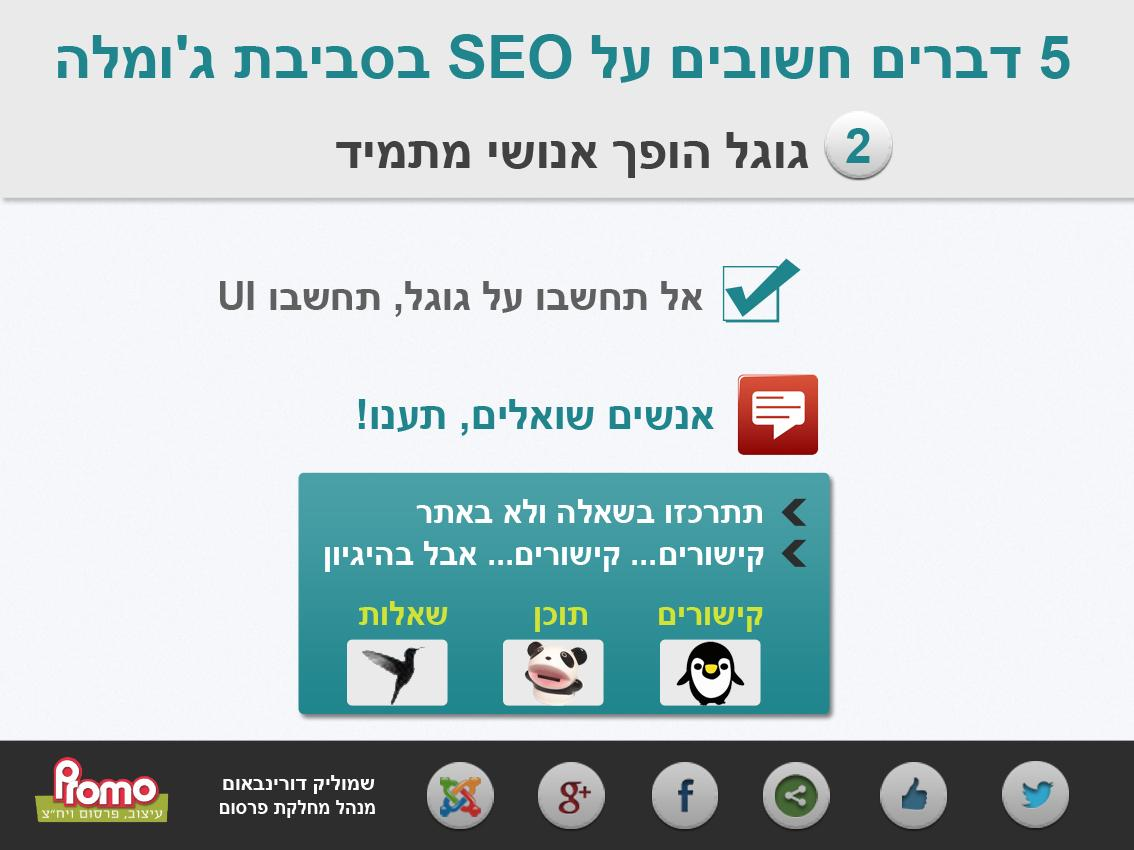 5 דברים חשובים על SEO בסביבת ג'ומלה
2 גוגל הופך אנושי מתמיד
אל תחשבו על גוגל, תחשבו UI
אנשים שואלים, תענו!
תתרכזו בשאלה ולא באתר
קישורים... קישורים... אבל בהיגיון
קישורים תוכן שאלות
שמוליק דורינבאום
מנהל מחלקת פרסום
Promo
עיצוב, פרסום ויח"צ
g+
f